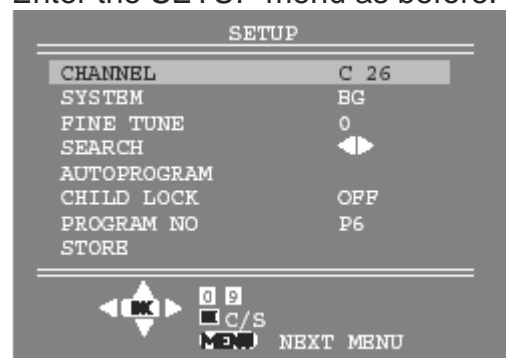 Enter the SETUP menu as before.
SETUP
CHANNEL C 26
SYSTEM BG
FINE TUNE 0
SEARCH
AUTOPROGRAM
CHILD LOCK OFF
PROGRAM NO P6
STORE
OK 0 9
C/S
MENU NEXT MENU